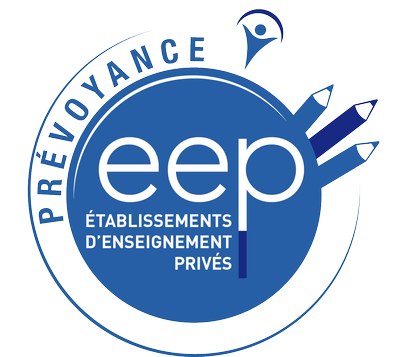 PRÉVOYANCE
eep
ÉTABLISSEMENTS
D'ENSEIGNEMENT
PRIVÉS